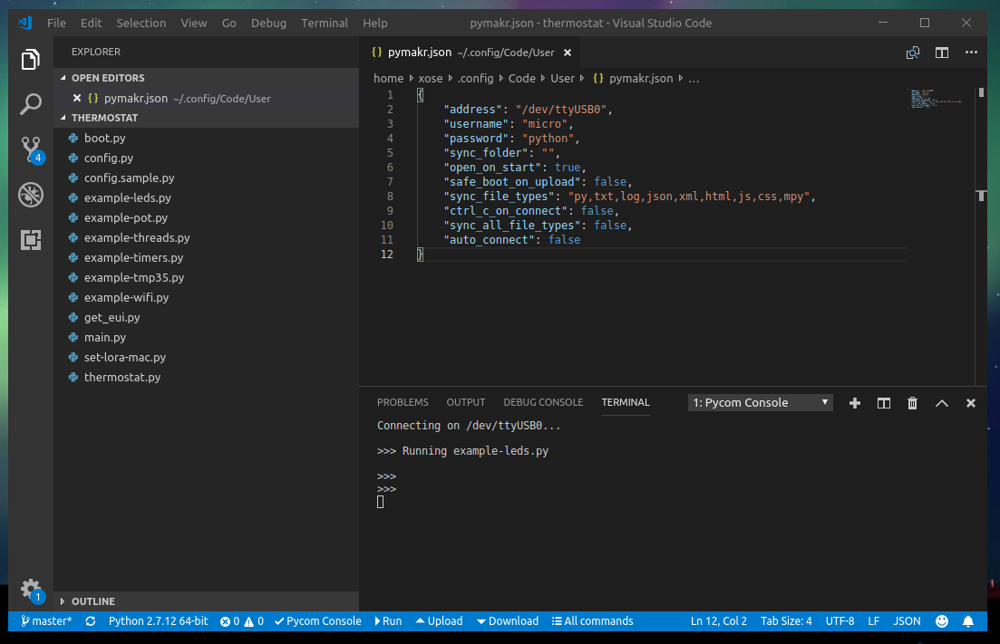 File Edit Selection View Go Debug Terminal Help pymakr.json - thermostat - Visual Studio Code
EXPLORER
OPEN EDITORS
pymakr.json ~/.config/Code/User
THERMOSTAT
boot.py
config.py
config.sample.py
example-leds.py
example-pot.py
example-threads.py
example-timers.py
example-tmp35.py
example-wifi.py
get_eui.py
main.py
set-lora-mac.py
thermostat.py
OUTLINE
4
1
{} pymakr.json ~/.config/Code/User
home xose .config Code User {} pymakr.json ...
1 {
2 "address": "/dev/ttyUSB0",
3 "username": "micro",
4 "password": "python",
5 "sync_folder": "",
6 "open_on_start": true,
7 "safe_boot_on_upload": false,
8 "sync_file_types": "py,txt,log,json,xml,html,js,css,mpy",
9 "ctrl_c_on_connect": false,
10 "sync_all_file_types": false,
11 "auto_connect": false
12 }
PROBLEMS OUTPUT DEBUG CONSOLE TERMINAL 1: Pycom Console
Connecting on /dev/ttyUSB0...
>>> Running example-leds.py
>>>
>>>
master* Python 2.7.12 64-bit 0 0 Pycom Console Run Upload Download All commands Ln 12, Col 2 Tab Size: 4 UTF-8 LF JSON